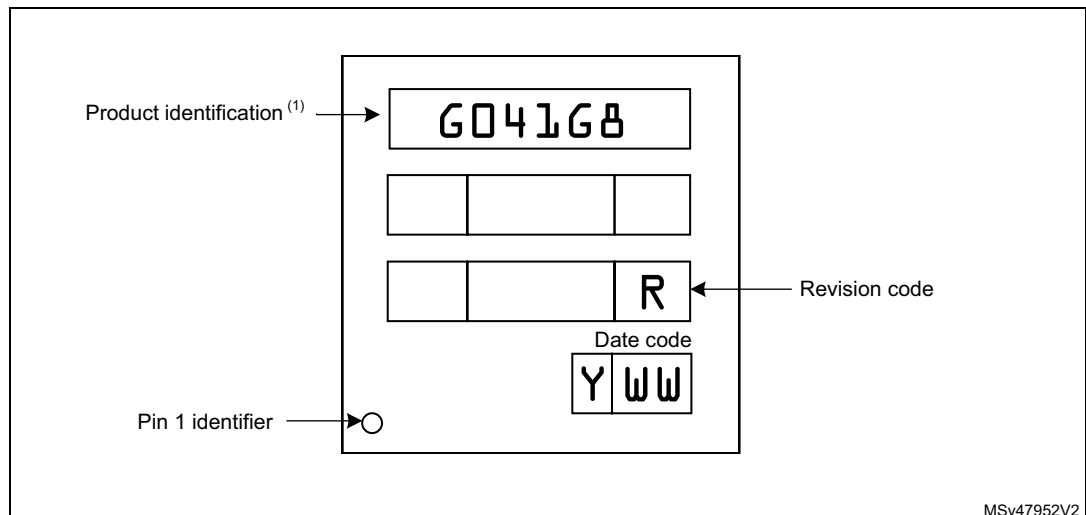 Product identification (1)
G041G8
R
Revision code
Date code
Y WW
Pin 1 identifier
MSv47952V2